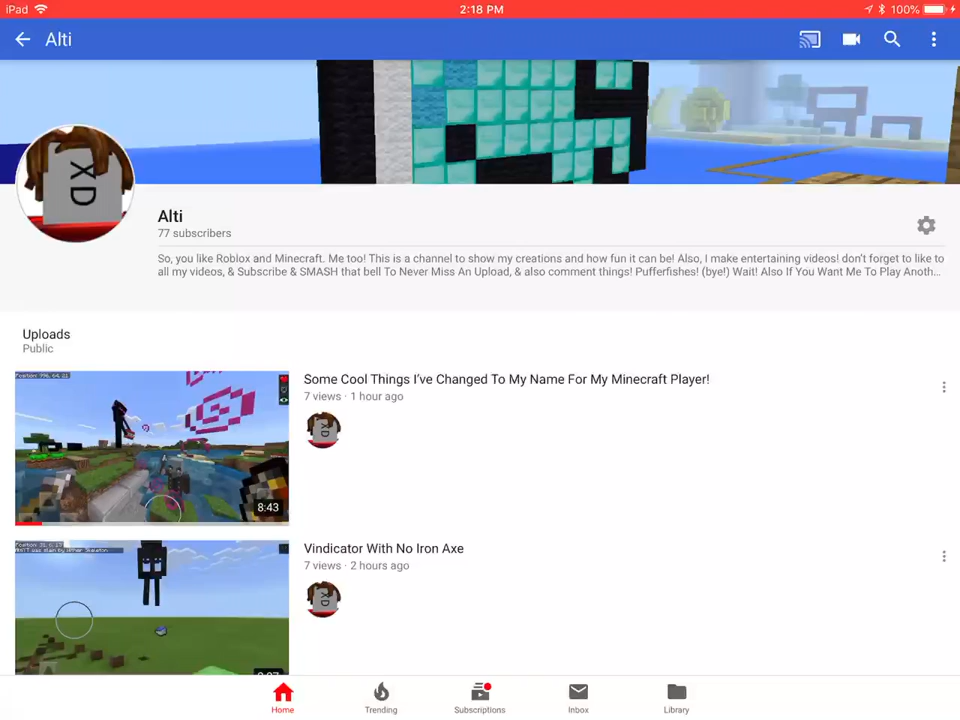 iPad
2:18 PM
100%
Alti
XD
Alti
77 subscribers
So, you like Roblox and Minecraft. Me too! This is a channel to show my creations and how fun it can be! Also, I make entertaining videos! don't forget to like to
all my videos, & Subscribe & SMASH that bell To Never Miss An Upload, & also comment things! Pufferfishes! (bye!) Wait! Also If You Want Me To Play Anoth...
Uploads
Public
Some Cool Things I've Changed To My Name For My Minecraft Player!
7 views · 1 hour ago
XD
8:43
Vindicator With No Iron Axe
7 views · 2 hours ago
XD
Home
Trending
Subscriptions
Inbox
Library